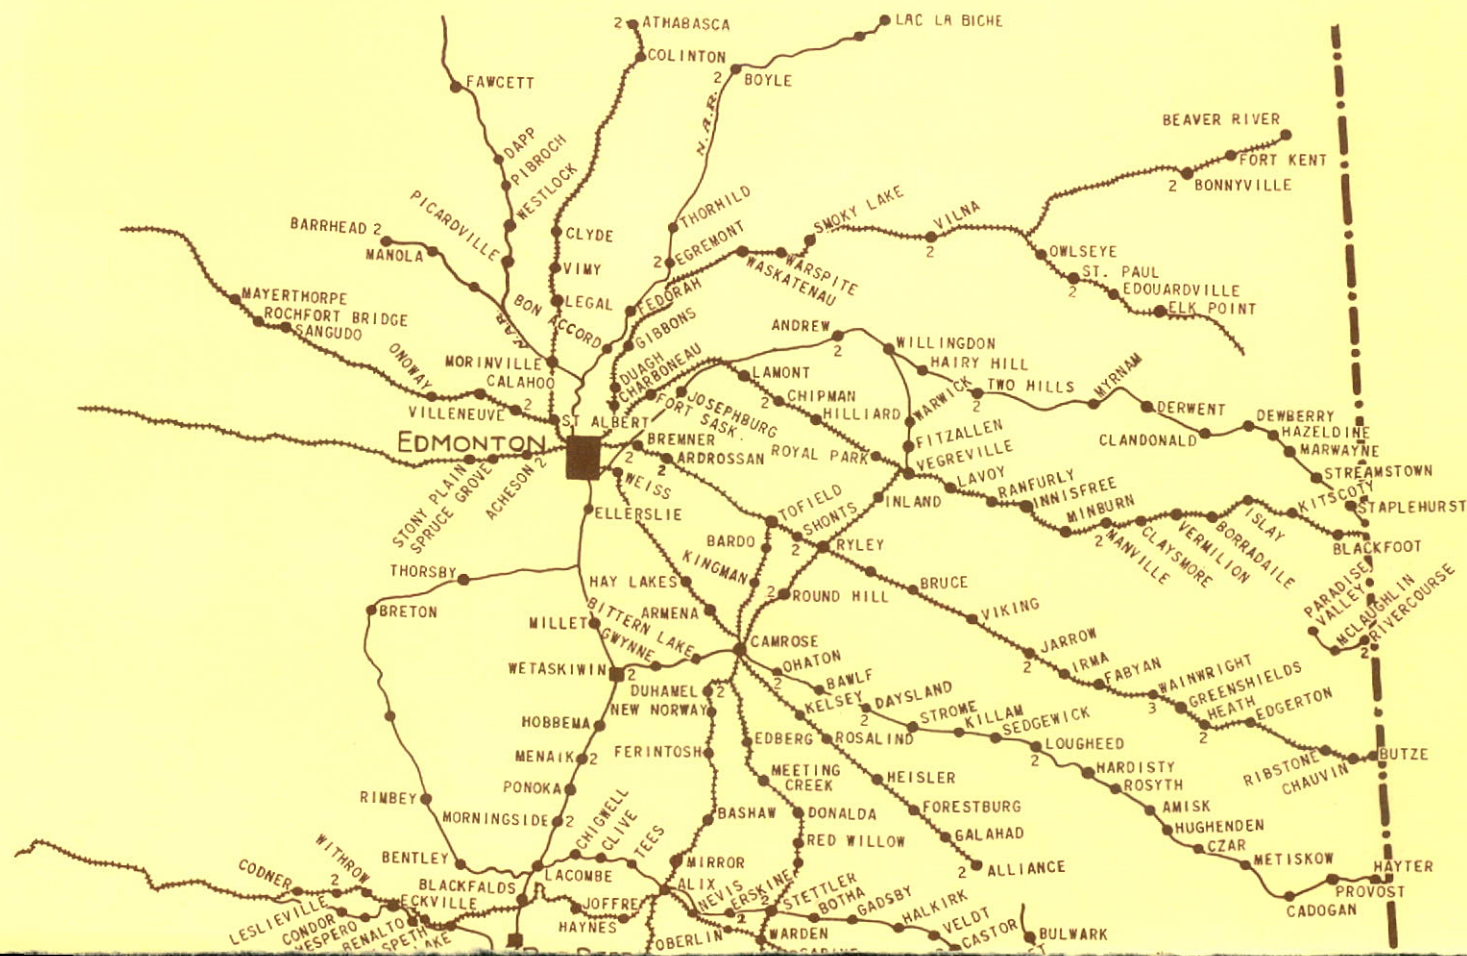 2 ATHABASCA
LAC LA BICHE
COLINTON
FAWCETT
2 BOYLE
N.A.R.
BEAVER RIVER
DAPP
PIBROCH
FORT KENT
2 BONNYVILLE
WESTLOCK
PICARDVILLE
BARRHEAD 2
MANOLA
CLYDE
THORHILD
SMOKY LAKE
VILNA
2
EGREMONT
2
VIMY
WASKATENAU
WARSPITE
OWLSEYE
ST. PAUL
2
EDOUARDVILLE
ELK POINT
MAYERTHORPE
ROCHFORT BRIDGE
SANGUDO
LEGAL
BON ACCORD
FEDORAH
GIBBONS
NAR
ANDREW
2
WILLINGDON
HAIRY HILL
ONOWAY
MORINVILLE
CALAHOO
2
VILLENEUVE
DUAGH
CHARBONEAU
LAMONT
2
CHIPMAN
HILLIARD
WARWICK
2
TWO HILLS
MYRNAM
DERWENT
CLANDONALD
DEWBERRY
HAZELDINE
MARWAYNE
STREAMSTOWN
FORT SASK.
JOSEPHBURG
ST ALBERT
EDMONTON
BREMNER
2
ARDROSSAN
2
ROYAL PARK
FITZALLEN
VEGREVILLE
LAVOY
RANFURLY
INNISFREE
KITSCOTY
STAPLEHURST
STONY PLAIN
SPRUCE GROVE
ACHESON 2
WEISS
ELLERSLIE
TOFIELD
SHONTS
2
INLAND
MINBURN
2
MANVILLE
CLAYSMORE
VERMILION
BORRADAILE
ISLAY
BLACKFOOT
BARDO
RYLEY
THORSBY
HAY LAKES
KINGMAN
BRUCE
BRETON
2 ROUND HILL
VIKING
PARADISE
VALLEY
MCLAUGHLIN
RIVERCOURSE
2
MILLET
BITTERN LAKE
GWYNNE
ARMENA
CAMROSE
JARROW
2
IRMA
FABYAN
WAINWRIGHT
3
GREENSHIELDS
HEATH
2
EDGERTON
WETASKIWIN
2
OHATON
2
BAWLF
DUHAMEL 2
NEW NORWAY
KELSEY
DAYSLAND
2
STROME
KILLAM
SEDGEWICK
LOUGHEED
2
HOBBEMA
FERINTOSH
EDBERG
ROSALIND
MENAIK 2
MEETING
CREEK
HEISLER
HARDISTY
ROSYTH
RIBSTONE
CHAUVIN
BUTZE
PONOKA
RIMBEY
FORESTBURG
AMISK
MORNINGSIDE 2
CHIGWELL
CLIVE
TEES
BASHAW
DONALDA
GALAHAD
HUGHENDEN
RED WILLOW
CZAR
BENTLEY
LACOMBE
MIRROR
2 ALLIANCE
METISKOW
HAYTER
PROVOST
CADOGAN
CODNER
2
WITHROW
BLACKFALDS
ECKVILLE
ALIX
NEVIS
ERSKINE
2
2
STETTLER
BOTHA
GADSBY
HALKIRK
VELDT
CASTOR
BULWARK
LESLIEVILLE
CONDOR
HESPERO
BENALTO
JOFFRE
HAYNES
OBERLIN
WARDEN